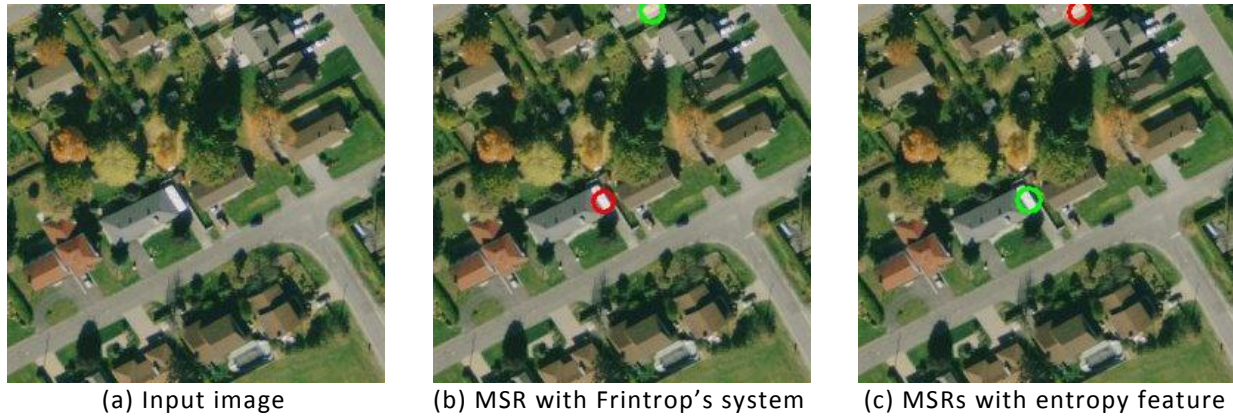 (a) Input image
(b) MSR with Frintrop’s system
(c) MSRs with entropy feature